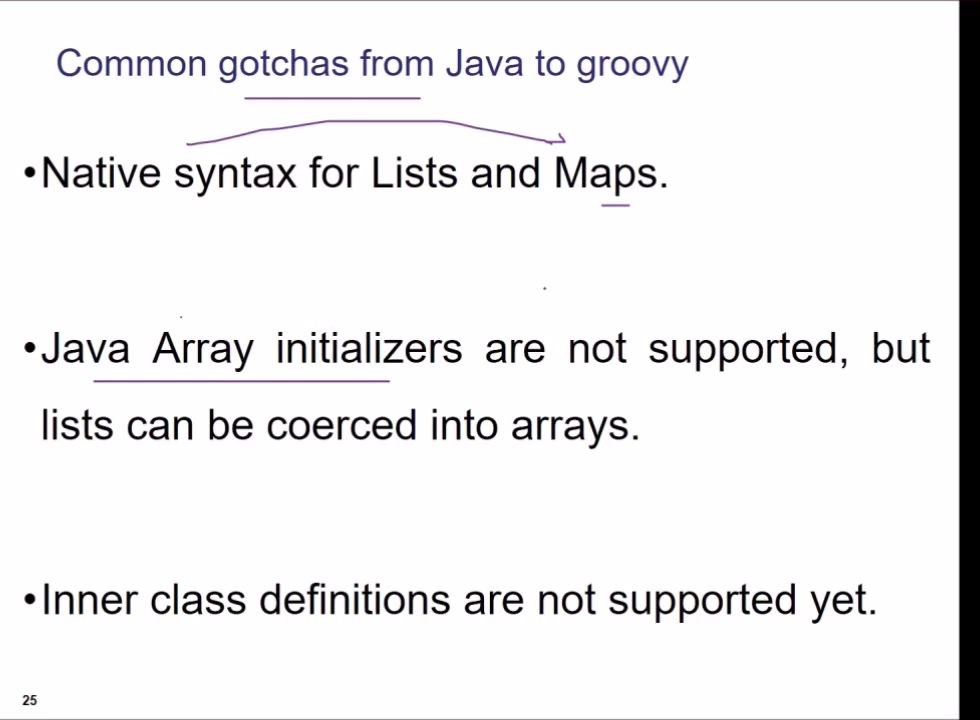 Common gotchas from Java to groovy
•Native syntax for Lists and Maps.
•Java Array initializers are not supported, but
lists can be coerced into arrays.
•Inner class definitions are not supported yet.
25